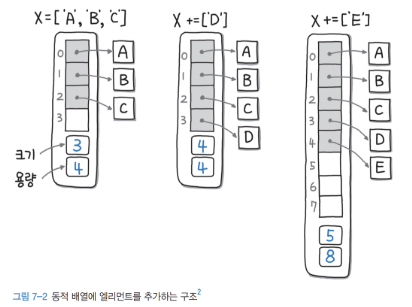 X=['A', 'B', 'C']
0 A
1 B
2 C
3
크기 3
용량 4
X +=['D']
0 A
1 B
2 C
3 D
4
4
X +=['E']
0 A
1 B
2 C
3 D
4 E
5
6
7
5
8
그림 7-2 동적 배열에 엘리먼트를 추가하는 구조2